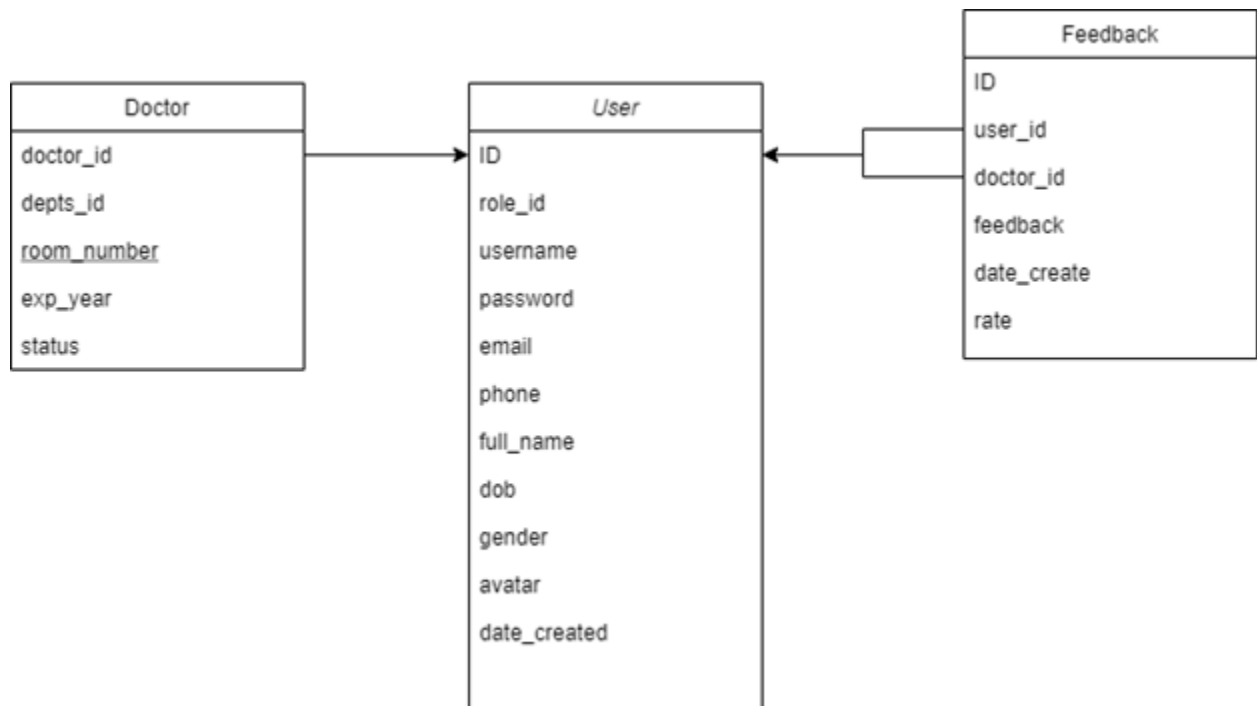 Doctor
doctor_id
depts_id
room_number
exp_year
status
User
ID
role_id
username
password
email
phone
full_name
dob
gender
avatar
date_created
Feedback
ID
user_id
doctor_id
feedback
date_create
rate